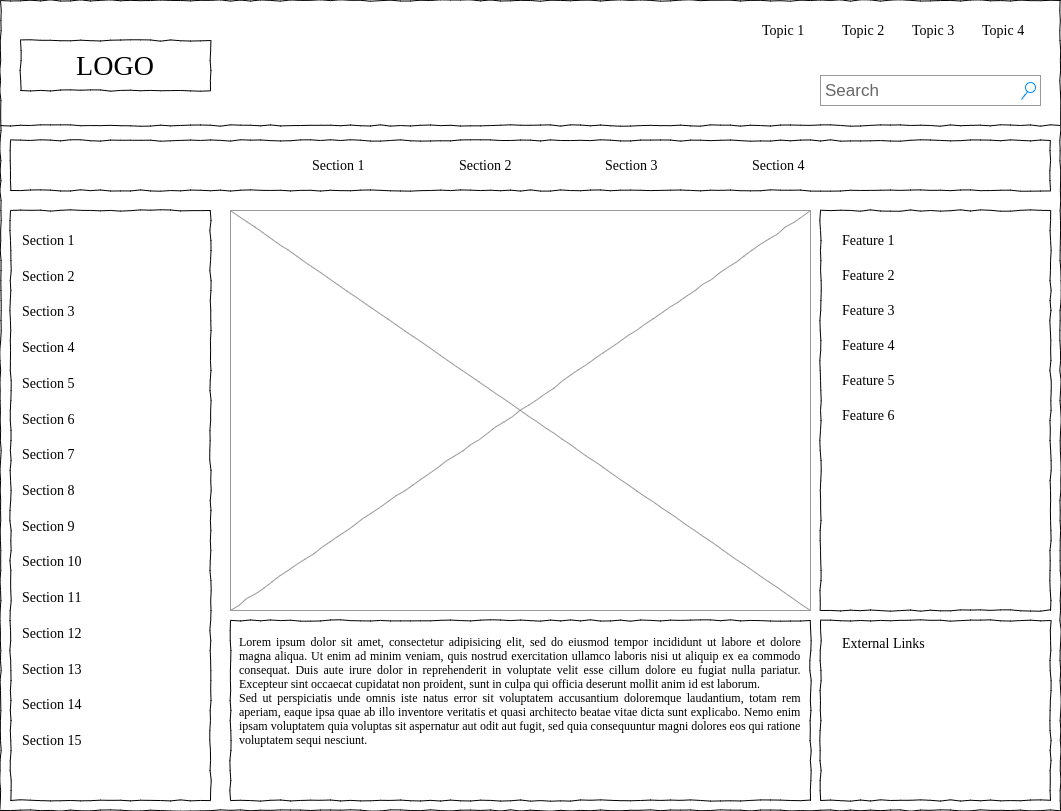 Topic 1 Topic 2 Topic 3 Topic 4
LOGO
Search
Section 1 Section 2 Section 3 Section 4
Section 1
Section 2
Section 3
Section 4
Section 5
Section 6
Section 7
Section 8
Section 9
Section 10
Section 11
Section 12
Section 13
Section 14
Section 15
Feature 1
Feature 2
Feature 3
Feature 4
Feature 5
Feature 6
Lorem ipsum dolor sit amet, consectetur adipisicing elit, sed do eiusmod tempor incididunt ut labore et dolore
magna aliqua. Ut enim ad minim veniam, quis nostrud exercitation ullamco laboris nisi ut aliquip ex ea commodo
consequat. Duis aute irure dolor in reprehenderit in voluptate velit esse cillum dolore eu fugiat nulla pariatur.
Excepteur sint occaecat cupidatat non proident, sunt in culpa qui officia deserunt mollit anim id est laborum.
Sed ut perspiciatis unde omnis iste natus error sit voluptatem accusantium doloremque laudantium, totam rem
aperiam, eaque ipsa quae ab illo inventore veritatis et quasi architecto beatae vitae dicta sunt explicabo. Nemo enim
ipsam voluptatem quia voluptas sit aspernatur aut odit aut fugit, sed quia consequuntur magni dolores eos qui ratione
voluptatem sequi nesciunt.
External Links